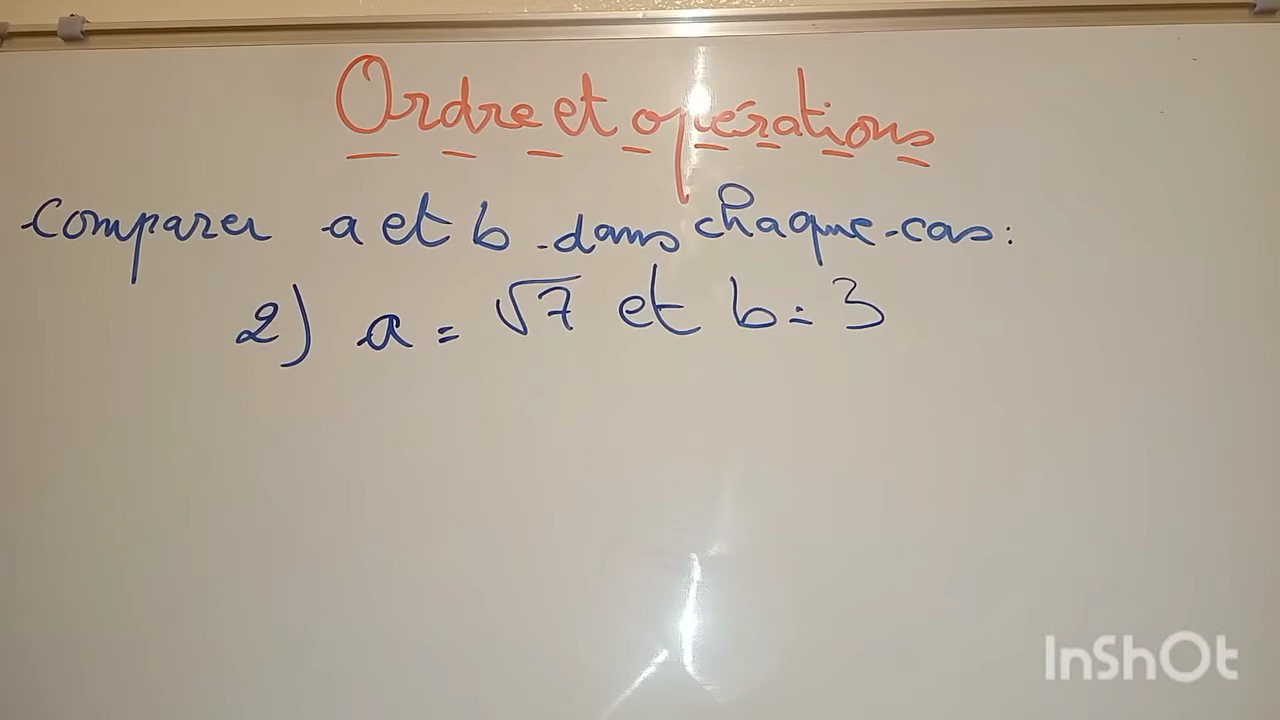 Ordre et opérations
comparer a et b dans chaque cas:
2) a = √7 et b = 3
InShOt